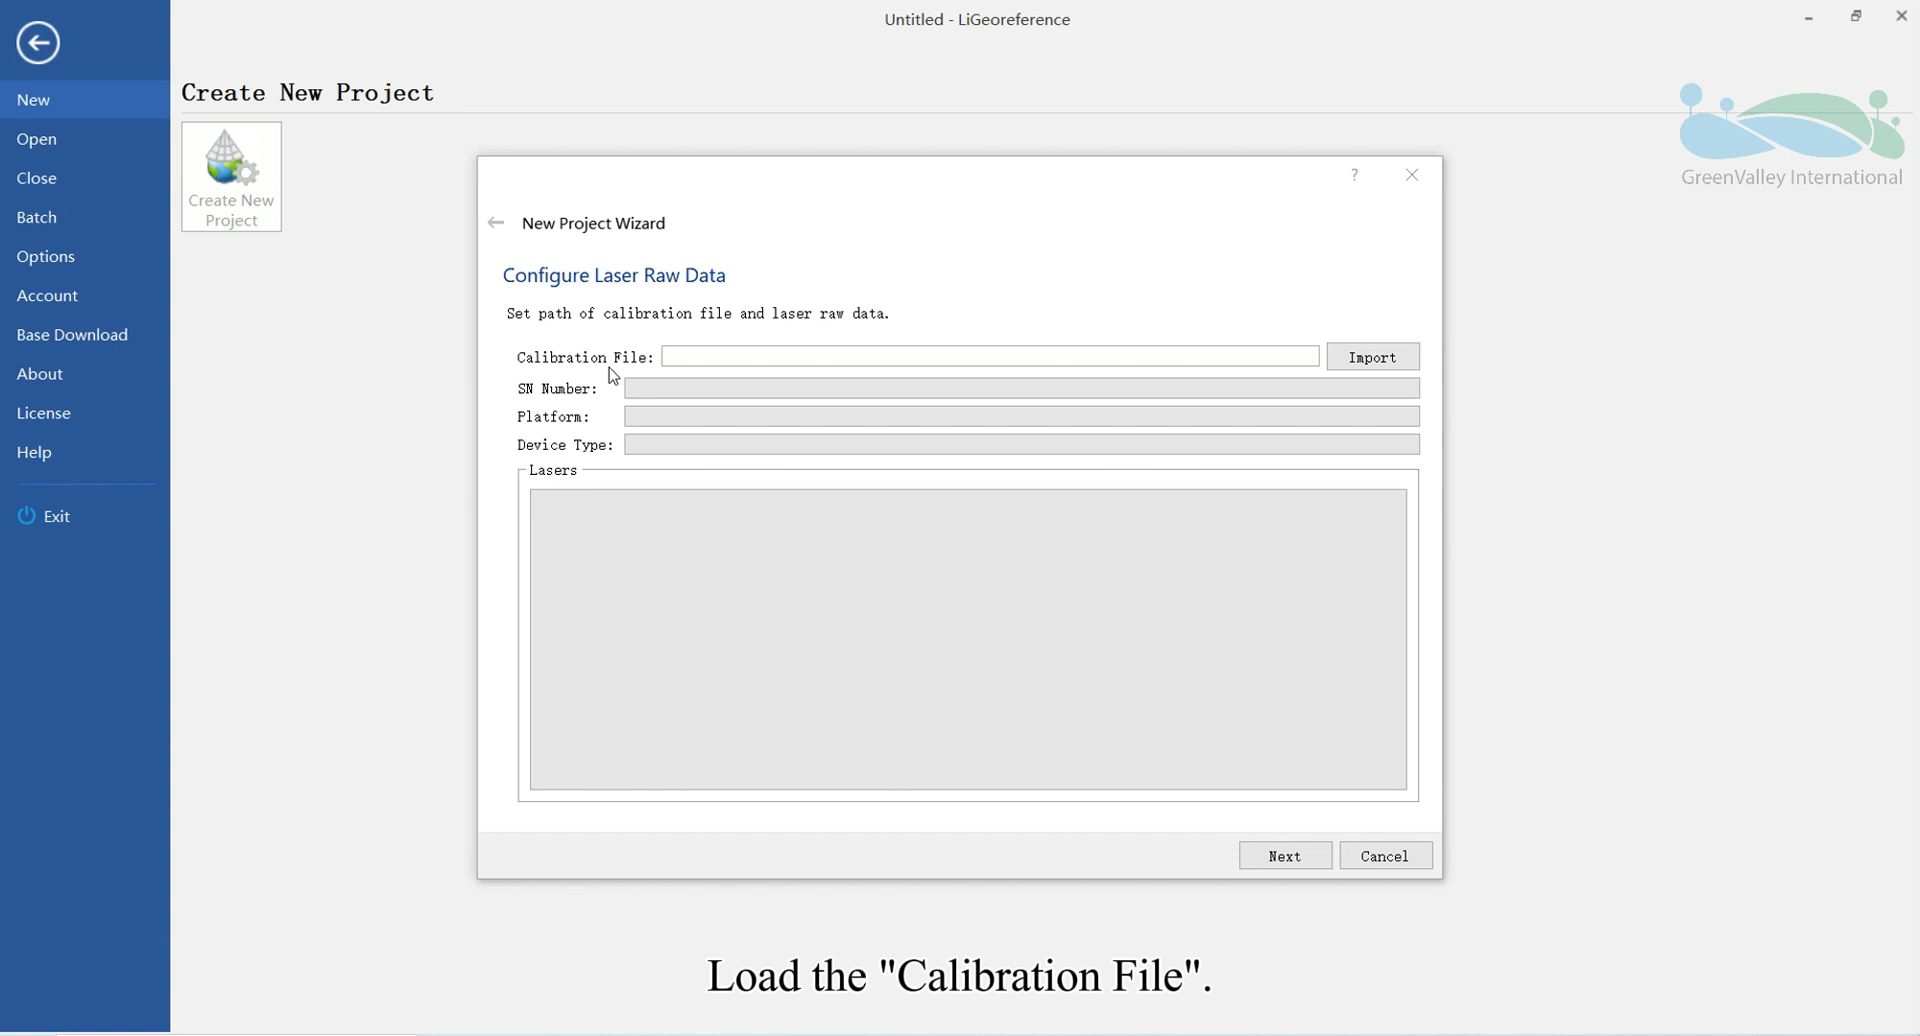 Untitled - LiGeoreference
New
Open
Close
Batch
Options
Account
Base Download
About
License
Help
Exit
Create New Project
Create New
Project
GreenValley International
?
New Project Wizard
Configure Laser Raw Data
Set path of calibration file and laser raw data.
Calibration File:
Import
SN Number:
Platform:
Device Type:
Lasers
Next
Cancel
Load the "Calibration File".